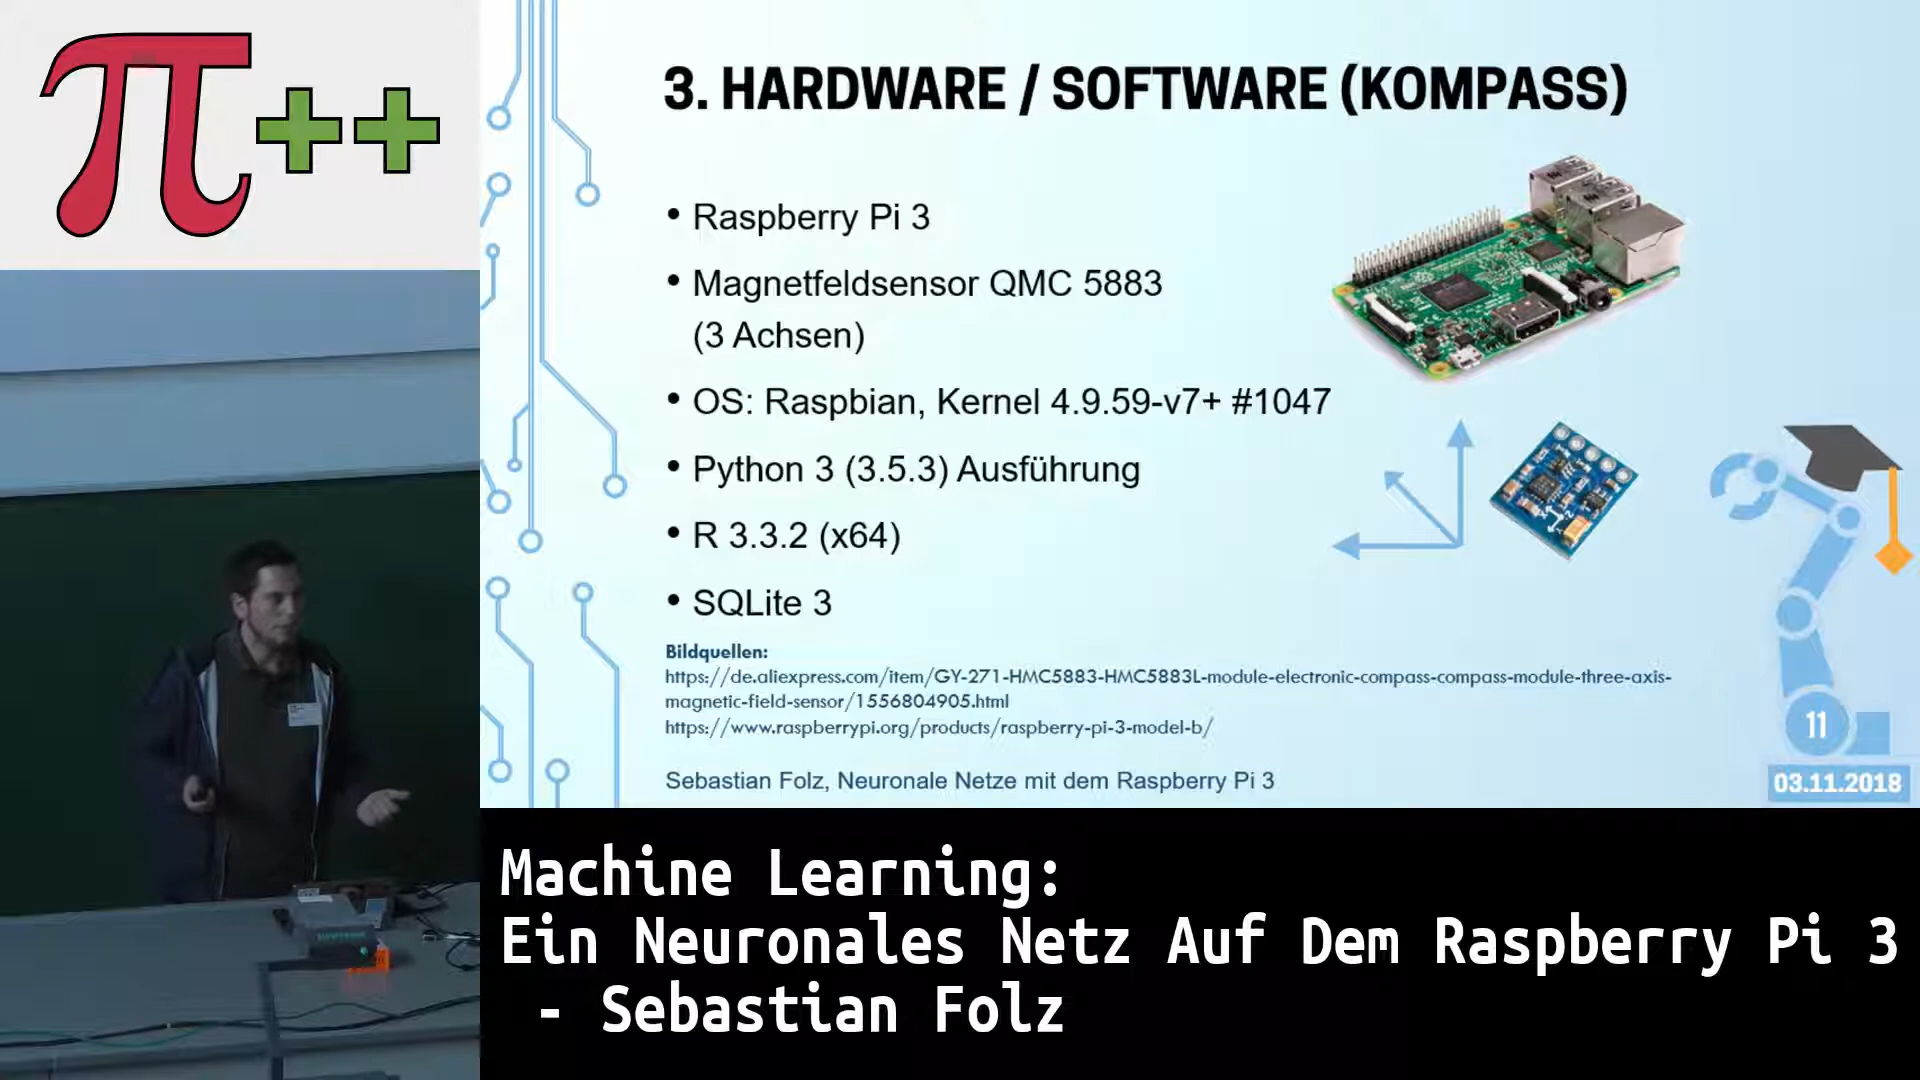 π++
3. HARDWARE / SOFTWARE (KOMPASS)
• Raspberry Pi 3
• Magnetfeldsensor QMC 5883
(3 Achsen)
• OS: Raspbian, Kernel 4.9.59-v7+ #1047
• Python 3 (3.5.3) Ausführung
• R 3.3.2 (x64)
• SQLite 3
Bildquellen:
https://de.aliexpress.com/item/GY-271-HMC5883-HMC5883L-module-electronic-compass-compass-module-three-axis-
magnetic-field-sensor/1556804905.html
https://www.raspberrypi.org/products/raspberry-pi-3-model-b/
11
Sebastian Folz, Neuronale Netze mit dem Raspberry Pi 3
03.11.2018
Machine Learning:
Ein Neuronales Netz Auf Dem Raspberry Pi 3
- Sebastian Folz